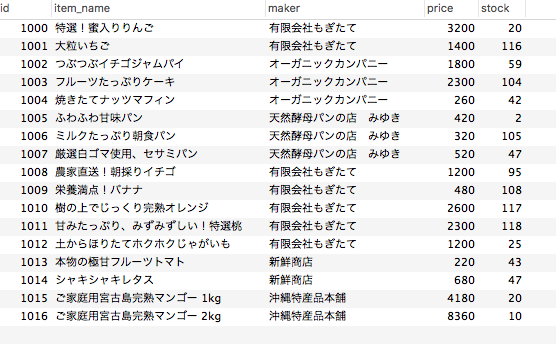 id item_name maker price stock
1000 特選！蜜入りりんご 有限会社もぎたて 3200 20
1001 大粒いちご 有限会社もぎたて 1400 116
1002 つぶつぶイチゴジャムパイ オーガニックカンパニー 1800 59
1003 フルーツたっぷりケーキ オーガニックカンパニー 2300 104
1004 焼きたてナッツマフィン オーガニックカンパニー 260 42
1005 ふわふわ甘味パン 天然酵母パンの店　みゆき 420 2
1006 ミルクたっぷり朝食パン 天然酵母パンの店　みゆき 320 105
1007 厳選白ゴマ使用、セサミパン 天然酵母パンの店　みゆき 520 47
1008 農家直送！朝採りイチゴ 有限会社もぎたて 1200 95
1009 栄養満点！バナナ 有限会社もぎたて 480 108
1010 樹の上でじっくり完熟オレンジ 有限会社もぎたて 2600 117
1011 甘みたっぷり、みずみずしい！特選桃 有限会社もぎたて 2300 118
1012 土からほりたてホクホクじゃがいも 有限会社もぎたて 1200 25
1013 本物の極甘フルーツトマト 新鮮商店 220 43
1014 シャキシャキレタス 新鮮商店 680 47
1015 ご家庭用宮古島完熟マンゴー 1kg 沖縄特産品本舗 4180 20
1016 ご家庭用宮古島完熟マンゴー 2kg 沖縄特産品本舗 8360 10